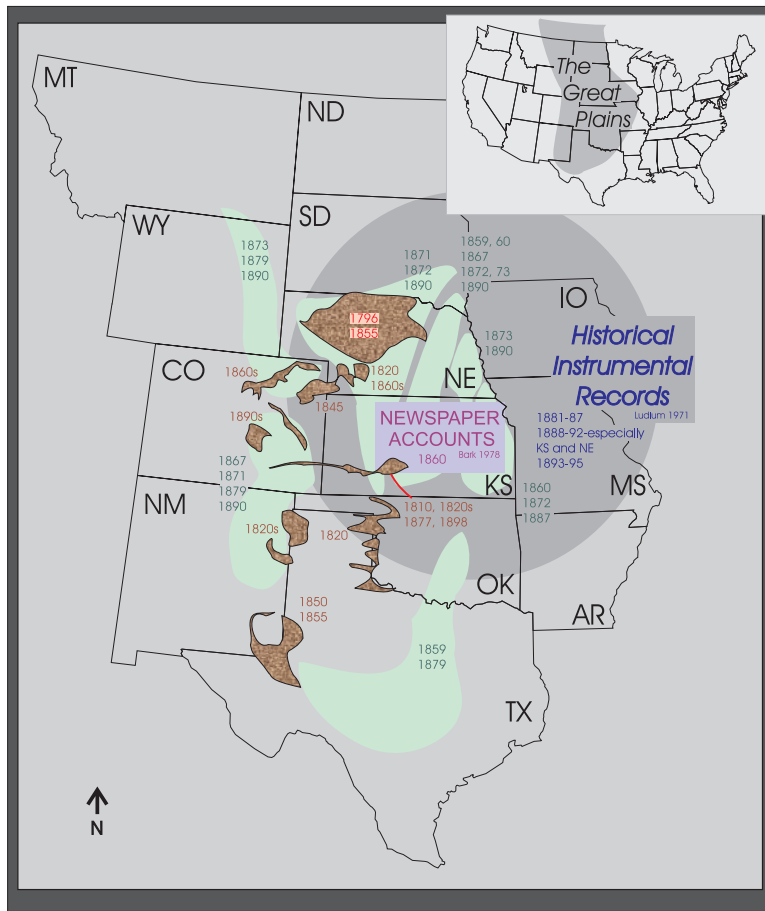 MT
ND
The
Great
Plains
SD
WY
1873
1879
1890
1871
1872
1890
1859, 60
1867
1872, 73
1890
IO
1796
1855
1873
1890
Historical
Instrumental
Records
Ludlum 1971
CO
1860s
1820
1860s
NE
1845
1890s
NEWSPAPER
ACCOUNTS
Bark 1978
1860
1881-87
1888-92-especially
KS and NE
1893-95
1867
1871
1879
1890
NM
KS
1860
1872
1887
MS
1820s
1820
1810, 1820s
1877, 1898
OK
AR
1850
1855
1859
1879
TX
N